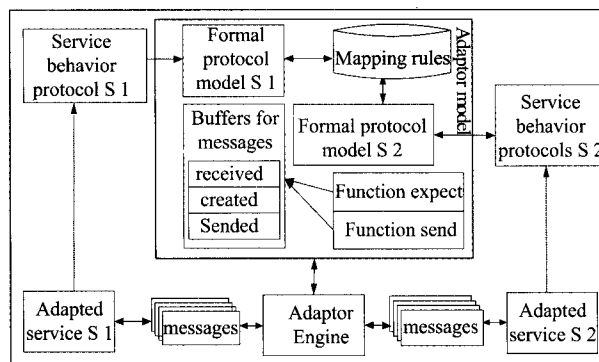 Service
behavior
protocol S 1
Formal
protocol
model S 1
Mapping rules
Adaptor model
Buffers for
messages
received
created
Sended
Formal protocol
model S 2
Function expect
Function send
Service
behavior
protocols S 2
Adapted
service S 1
messages
Adaptor
Engine
messages
Adapted
service S 2